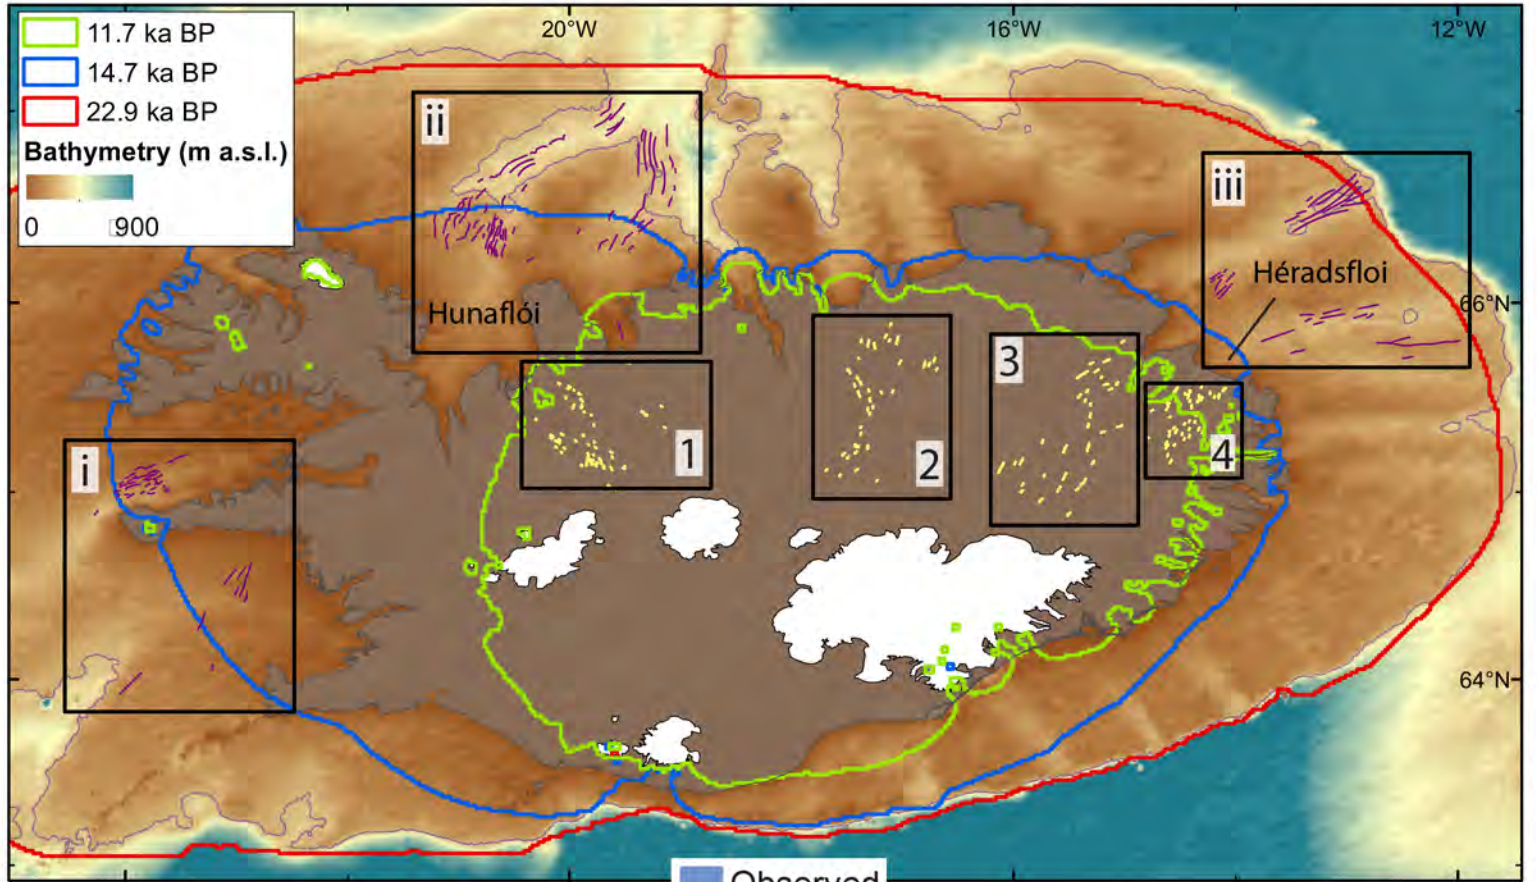 11.7 ka BP
14.7 ka BP
22.9 ka BP
Bathymetry (m a.s.l.)
0 900
20°W 16°W 12°W
ii
iii
Héradsfloi
66°N
Hunaflói
3
1
2
4
i
64°N
Observed